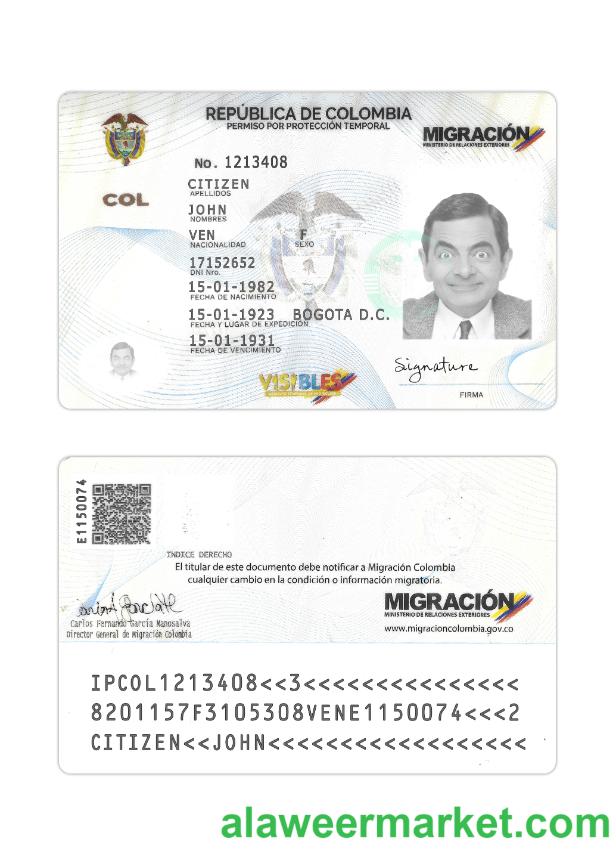 REPÚBLICA DE COLOMBIA
PERMISO POR PROTECCIÓN TEMPORAL
MIGRACIÓN
MINISTERIO DE RELACIONES EXTERIORES
No. 1213408
COL
CITIZEN
APELLIDOS
JOHN
NOMBRES
VEN F
NACIONALIDAD SEXO
17152652
DNI Nro.
15-01-1982
FECHA DE NACIMIENTO
15-01-1923 BOGOTA D.C.
FECHA Y LUGAR DE EXPEDICIÓN
15-01-1931
FECHA DE VENCIMIENTO
VISIBLES
Signature
FIRMA
E1150074
INDICE DERECHO
El titular de este documento debe notificar a Migración Colombia
cualquier cambio en la condición o información migratoria.
Carlos Fernando García Manosalva
Director General de Migración Colombia
MIGRACIÓN
MINISTERIO DE RELACIONES EXTERIORES
www.migracioncolombia.gov.co
IPCOL1213408<<3<<<<<<<<<<<<<<<
8201157F3105308VENE1150074<<<2
CITIZEN<<JOHN<<<<<<<<<<<<<<<<<
alaweermarket.com